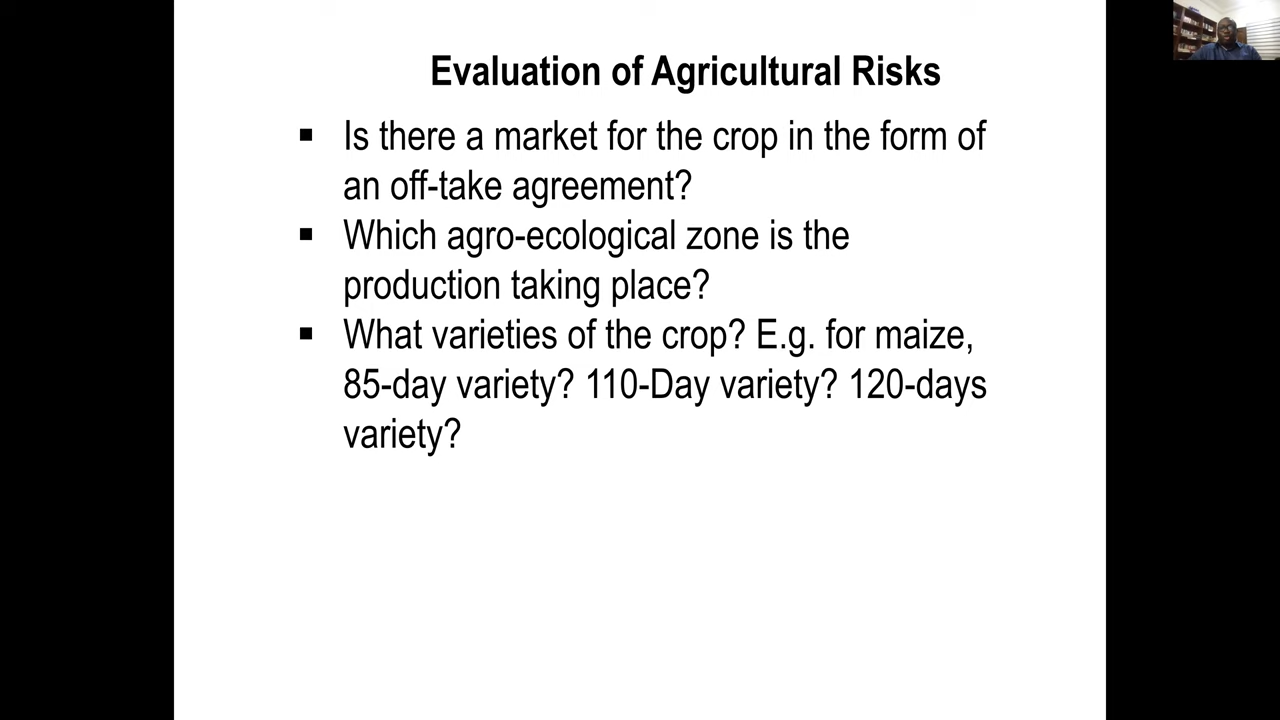 Evaluation of Agricultural Risks
▪ Is there a market for the crop in the form of
an off-take agreement?
▪ Which agro-ecological zone is the
production taking place?
▪ What varieties of the crop? E.g. for maize,
85-day variety? 110-Day variety? 120-days
variety?